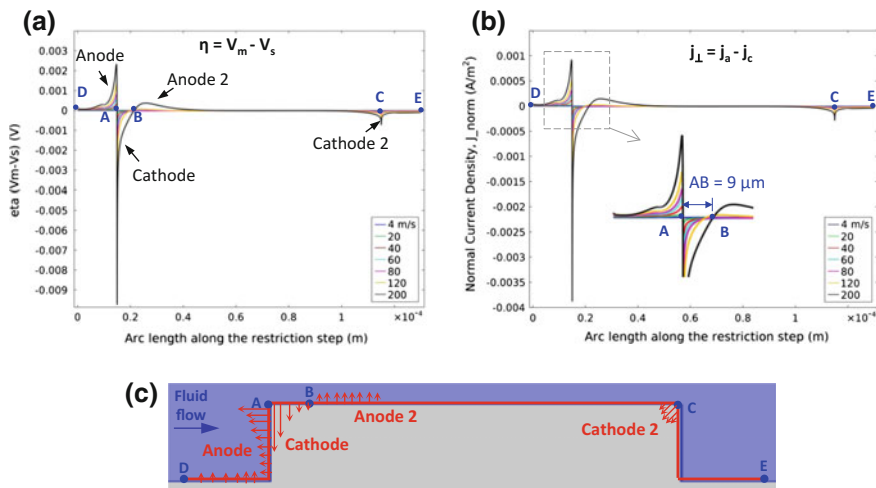 (a)
η = Vm - Vs
Anode
Anode 2
D
A
B
C
E
Cathode
Cathode 2
eta (Vm-Vs) (V)
0.003
0.002
0.001
0
-0.001
-0.002
-0.003
-0.004
-0.005
-0.006
-0.007
-0.008
-0.009
4 m/s
20
40
60
80
120
200
0
0.2
0.4
0.6
0.8
1
×10⁻⁴
Arc length along the restriction step (m)
(b)
j⊥ = ja - jc
Normal Current Density, j_norm (A/m²)
0.001
0.0005
0
-0.0005
-0.001
-0.0015
-0.002
-0.0025
-0.003
-0.0035
-0.004
D
C
E
AB = 9 µm
A
B
4 m/s
20
40
60
80
120
200
0
0.2
0.4
0.6
0.8
1
×10⁻⁴
Arc length along the restriction step (m)
(c)
Fluid
flow
A
B
C
Anode 2
Anode
Cathode
Cathode 2
D
E